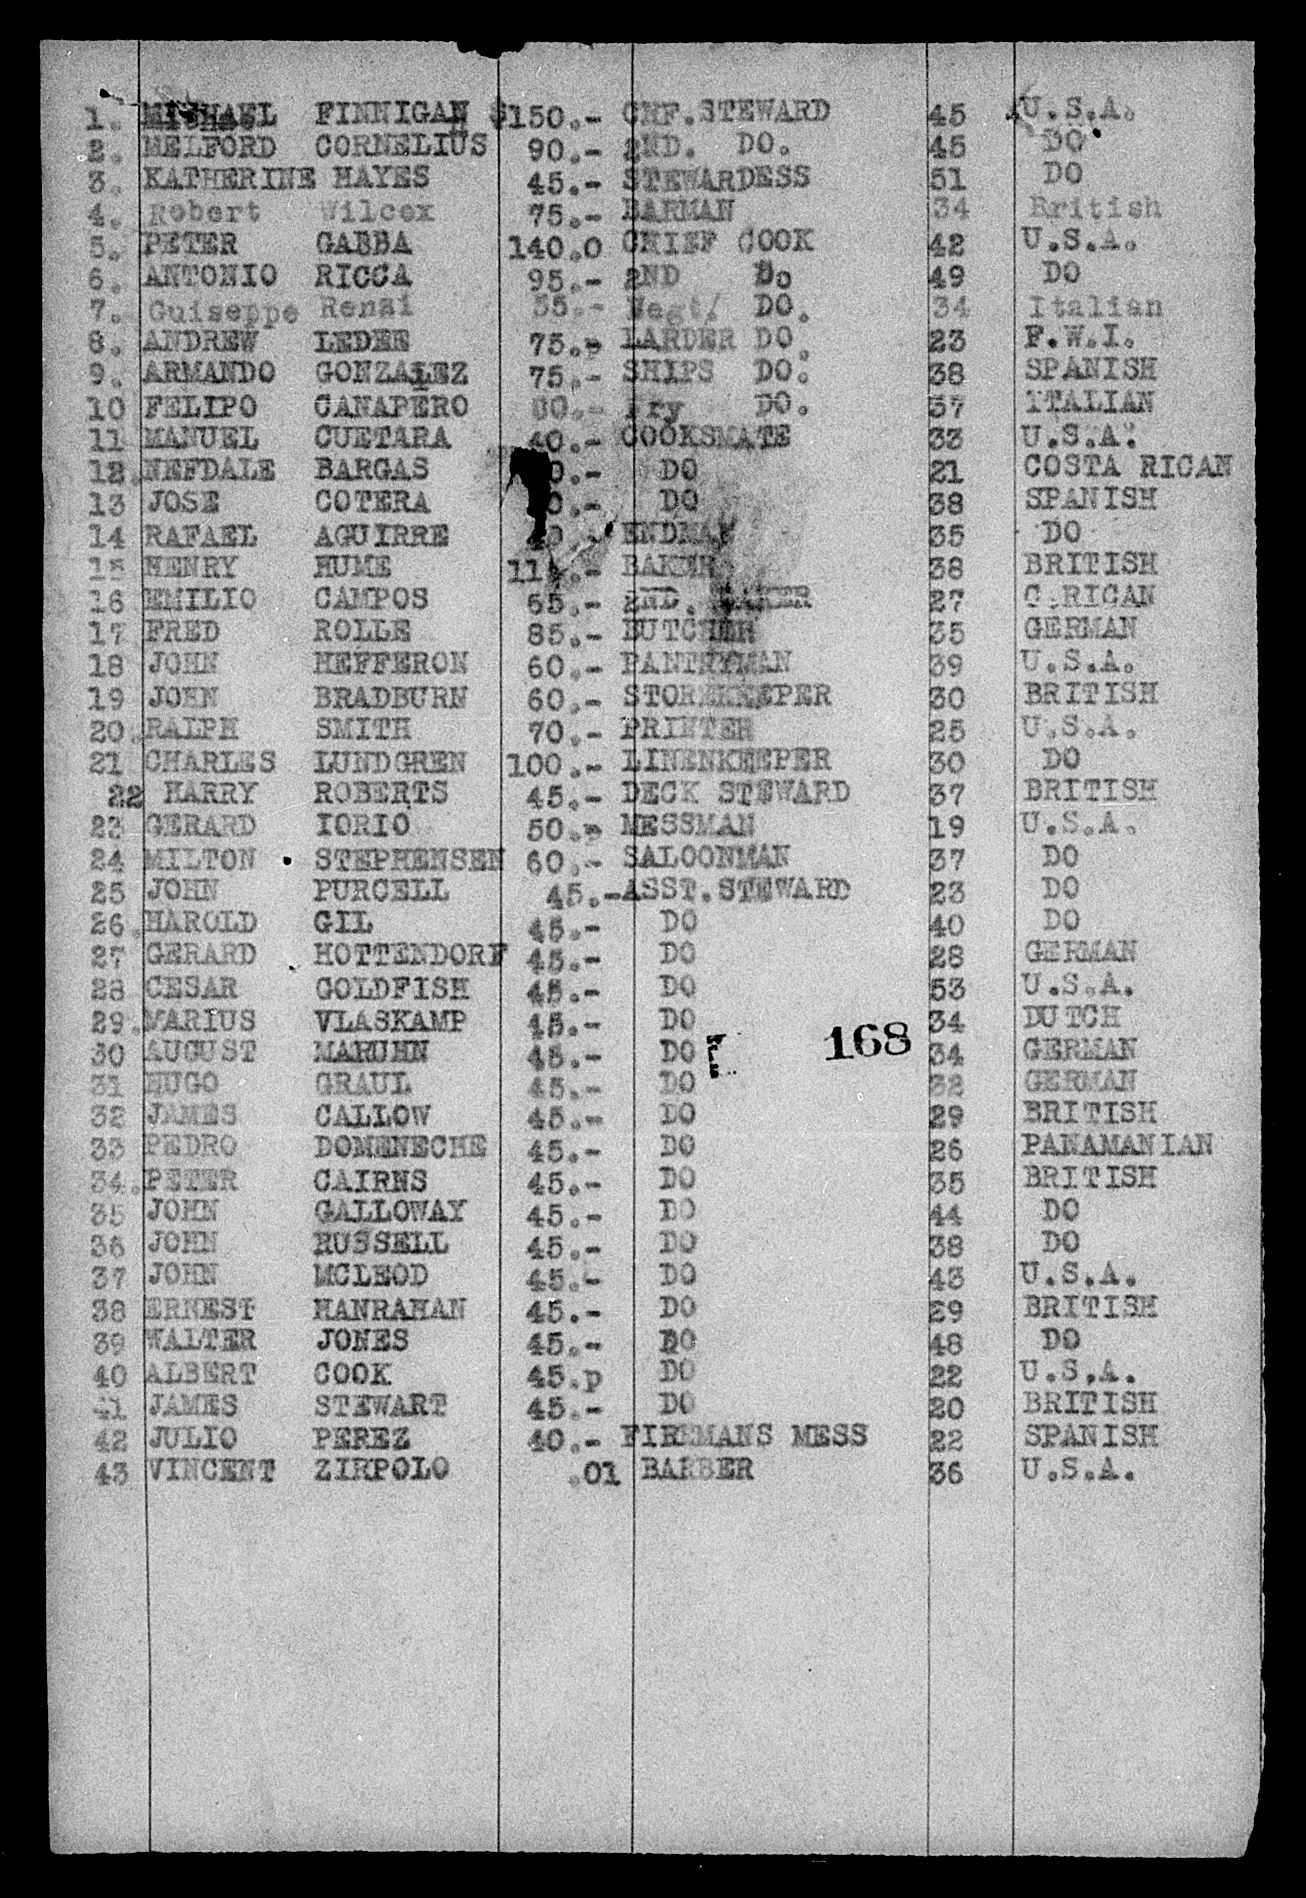 1. MICHAEL FINNIGAN $150.- CHF.STEWARD 45 U.S.A.
2. MELFORD CORNELIUS 90.- 2ND. DO. 45 DO
3. KATHERINE HAYES 45.- STEWARDESS 51 DO
4. Robert Wilcox 75.- BARMAN 34 British
5. PETER GABBA 140.0 CHIEF COOK 42 U.S.A.
6. ANTONIO RICCA 95.- 2ND Do 49 DO
7. Guiseppe Renzi 55.- Vegt/ DO. 34 Italian
8. ANDREW LEDEE 75.p LARDER DO. 23 F.W.I.
9. ARMANDO GONZALEZ 75.- SHIPS DO. 38 SPANISH
10 FELIPO CANAPERO 80.- Fry DO. 37 ITALIAN
11 MANUEL CUETARA 40.- COOKSMATE 33 U.S.A.
12. NEFDALE BARGAS 0.- DO 21 COSTA RICAN
13 JOSE COTERA 0.- DO 38 SPANISH
14 RAFAEL AGUIRRE 40 ENDMAN 35 DO
15 HENRY HUME BAKER 38 BRITISH
16 EMILIO CAMPOS 55.- 2ND. BAKER 27 C.RICAN
17 FRED ROLLE 85.- BUTCHER 35 GERMAN
18 JOHN HEFFERON 60.- PANTRYMAN 39 U.S.A.
19 JOHN BRADBURN 60.- STOREKEEPER 30 BRITISH
20. RALPH SMITH 70.- PRINTER 25 U.S.A.
21 CHARLES LUNDGREN 100.- LINENKEEPER 30 DO
22 HARRY ROBERTS 45.- DECK STEWARD 37 BRITISH
23 GERARD IORIO 50.p MESSMAN 19 U.S.A.
24 MILTON STEPHENSEN 60.- SALOONMAN 37 DO
25 JOHN PURCELL 45.- ASST.STEWARD 23 DO
26. HAROLD GIL 45.- DO 40 DO
27 GERARD HOTTENDORF 45.- DO 28 GERMAN
28 CESAR GOLDFISH 45.- DO 53 U.S.A.
29. MARIUS VLASKAMP 45.- DO 34 DUTCH
30 AUGUST MARUHN 45.- DO 168 34 GERMAN
31 HUGO GRAUL 45.- DO 32 GERMAN
32 JAMES CALLOW 45.- DO 29 BRITISH
33 PEDRO DOMENECHE 45.- DO 26 PANAMANIAN
34. PETER CAIRNS 45.- DO 35 BRITISH
35 JOHN GALLOWAY 45.- DO 44 DO
36 JOHN RUSSELL 45.- DO 38 DO
37 JOHN MCLEOD 45.- DO 43 U.S.A.
38 ERNEST HANRAHAN 45.- DO 29 BRITISH
39 WALTER JONES 45.- DO 48 DO
40 ALBERT COOK 45.p DO 22 U.S.A.
41 JAMES STEWART 45.- DO 20 BRITISH
42 JULIO PEREZ 40.- FIREMANS MESS 22 SPANISH
43 VINCENT ZIRPOLO .01 BARBER 36 U.S.A.